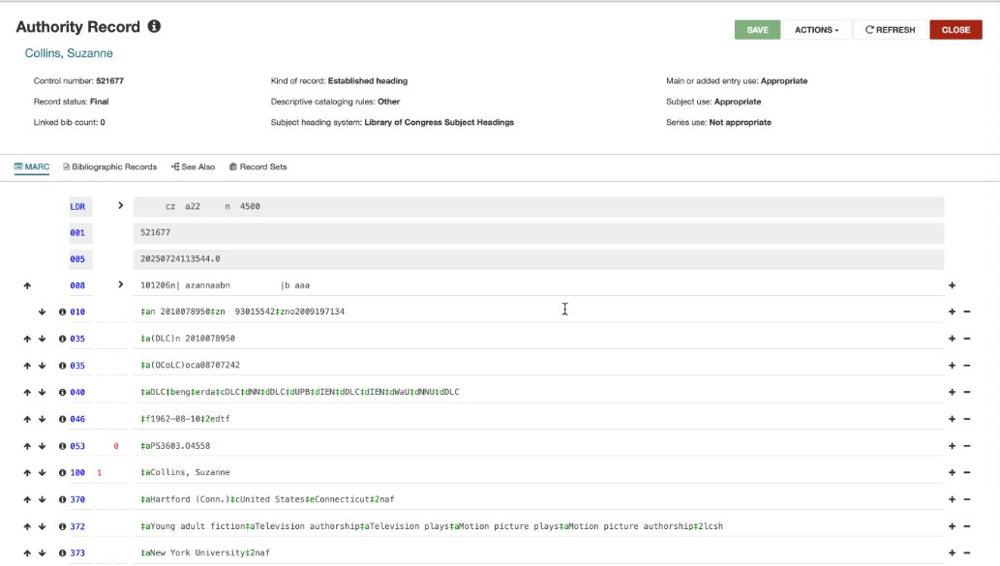 Authority Record
SAVE ACTIONS REFRESH CLOSE
Collins, Suzanne
Control number: 521677 Kind of record: Established heading Main or added entry use: Appropriate
Record status: Final Descriptive cataloging rules: Other Subject use: Appropriate
Linked bib count: 0 Subject heading system: Library of Congress Subject Headings Series use: Not appropriate
MARC Bibliographic Records See Also Record Sets
LDR cz a22 n 4500
001 521677
005 20250724113544.0
008 101206n| azannaabn |b aaa
010 ‡an 2010078950‡zn 93015542‡zno2009197134
035 ‡a(DLC)n 2010078950
035 ‡a(OCoLC)oca08707242
040 ‡aDLC‡beng‡erda‡cDLC‡dNN‡dDLC‡dUPB‡dIEN‡dDLC‡dIEN‡dWaU‡dNNU‡dDLC
046 ‡f1962-08-10‡2edtf
053 0 ‡aPS3603.O4558
100 1 ‡aCollins, Suzanne
370 ‡aHartford (Conn.)‡cUnited States‡eConnecticut‡2naf
372 ‡aYoung adult fiction‡aTelevision authorship‡aTelevision plays‡aMotion picture plays‡aMotion picture authorship‡2lcsh
373 ‡aNew York University‡2naf